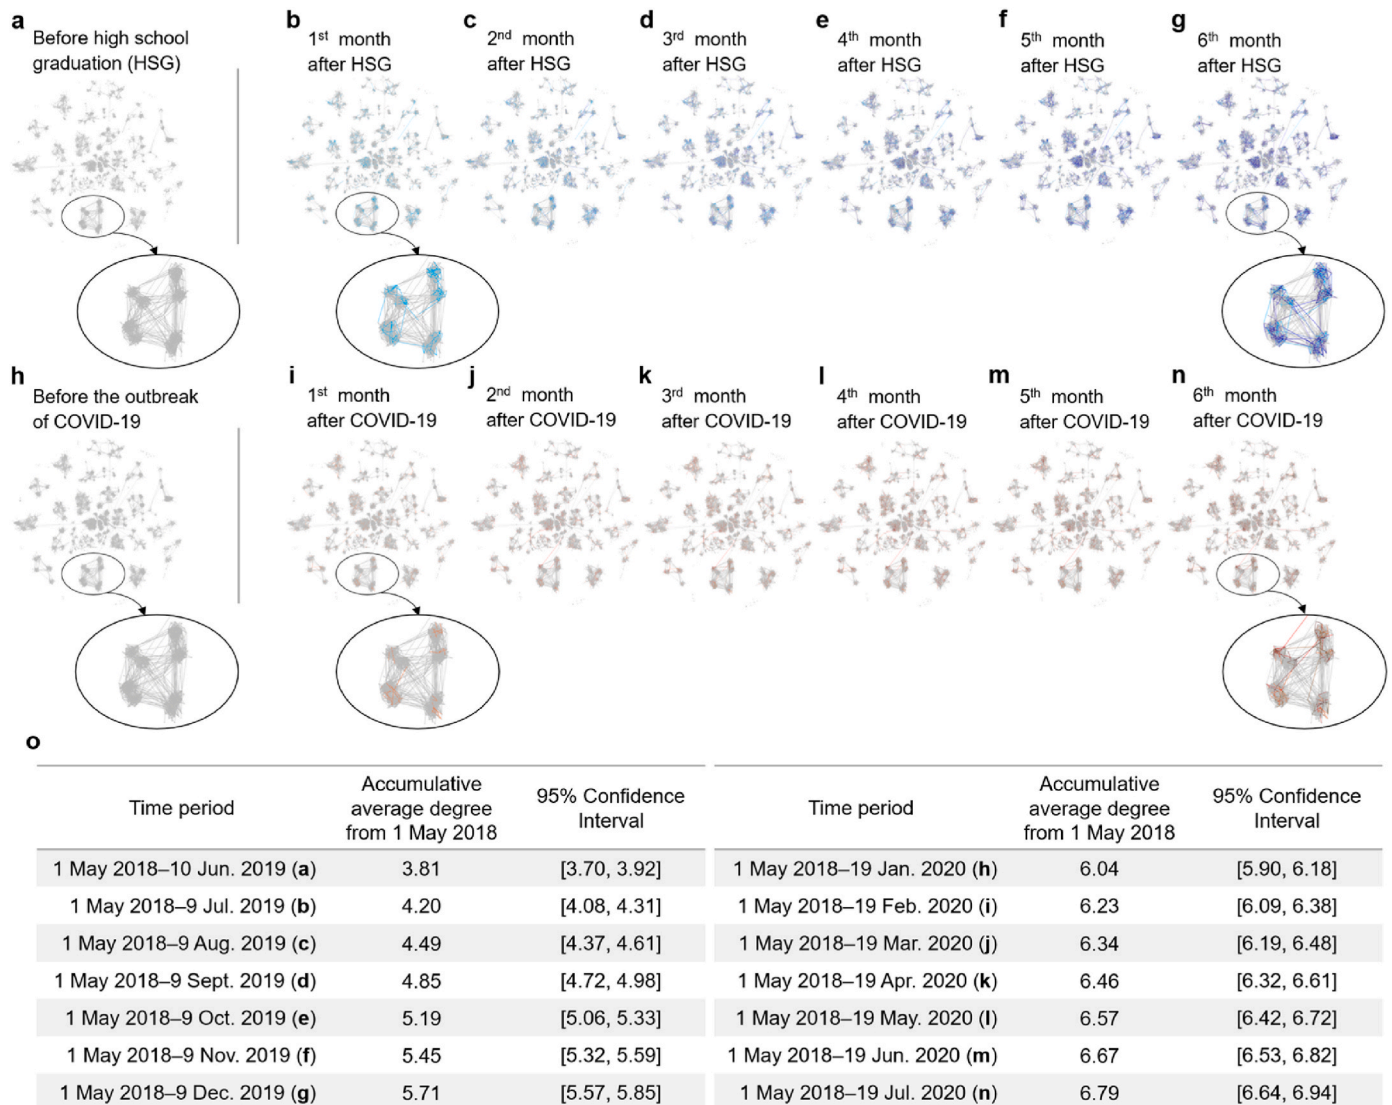 a
Before high school
graduation (HSG)
b
1st month
after HSG
c
2nd month
after HSG
d
3rd month
after HSG
e
4th month
after HSG
f
5th month
after HSG
g
6th month
after HSG
h
Before the outbreak
of COVID-19
i
1st month
after COVID-19
j
2nd month
after COVID-19
k
3rd month
after COVID-19
l
4th month
after COVID-19
m
5th month
after COVID-19
n
6th month
after COVID-19
o
Time period
Accumulative
average degree
from 1 May 2018
95% Confidence
Interval
Time period
Accumulative
average degree
from 1 May 2018
95% Confidence
Interval
1 May 2018–10 Jun. 2019 (a) 3.81 [3.70, 3.92] 1 May 2018–19 Jan. 2020 (h) 6.04 [5.90, 6.18]
1 May 2018–9 Jul. 2019 (b) 4.20 [4.08, 4.31] 1 May 2018–19 Feb. 2020 (i) 6.23 [6.09, 6.38]
1 May 2018–9 Aug. 2019 (c) 4.49 [4.37, 4.61] 1 May 2018–19 Mar. 2020 (j) 6.34 [6.19, 6.48]
1 May 2018–9 Sept. 2019 (d) 4.85 [4.72, 4.98] 1 May 2018–19 Apr. 2020 (k) 6.46 [6.32, 6.61]
1 May 2018–9 Oct. 2019 (e) 5.19 [5.06, 5.33] 1 May 2018–19 May. 2020 (l) 6.57 [6.42, 6.72]
1 May 2018–9 Nov. 2019 (f) 5.45 [5.32, 5.59] 1 May 2018–19 Jun. 2020 (m) 6.67 [6.53, 6.82]
1 May 2018–9 Dec. 2019 (g) 5.71 [5.57, 5.85] 1 May 2018–19 Jul. 2020 (n) 6.79 [6.64, 6.94]